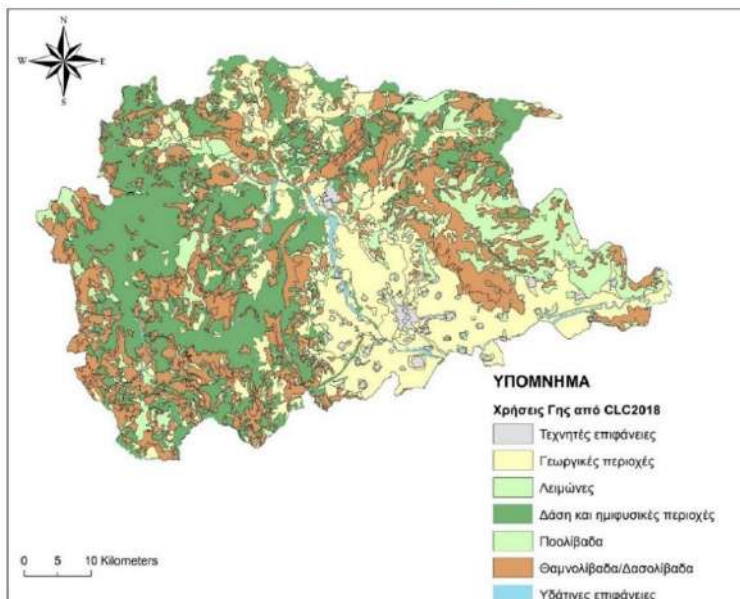 N
W E
S
ΥΠΟΜΝΗΜΑ
Χρήσεις Γης από CLC2018
Τεχνητές επιφάνειες
Γεωργικές περιοχές
Λειμώνες
Δάση και ημιφυσικές περιοχές
Ποολίβαδα
Θαμνολίβαδα/Δασολίβαδα
Υδάτινες επιφάνειες
0 5 10 Kilometers